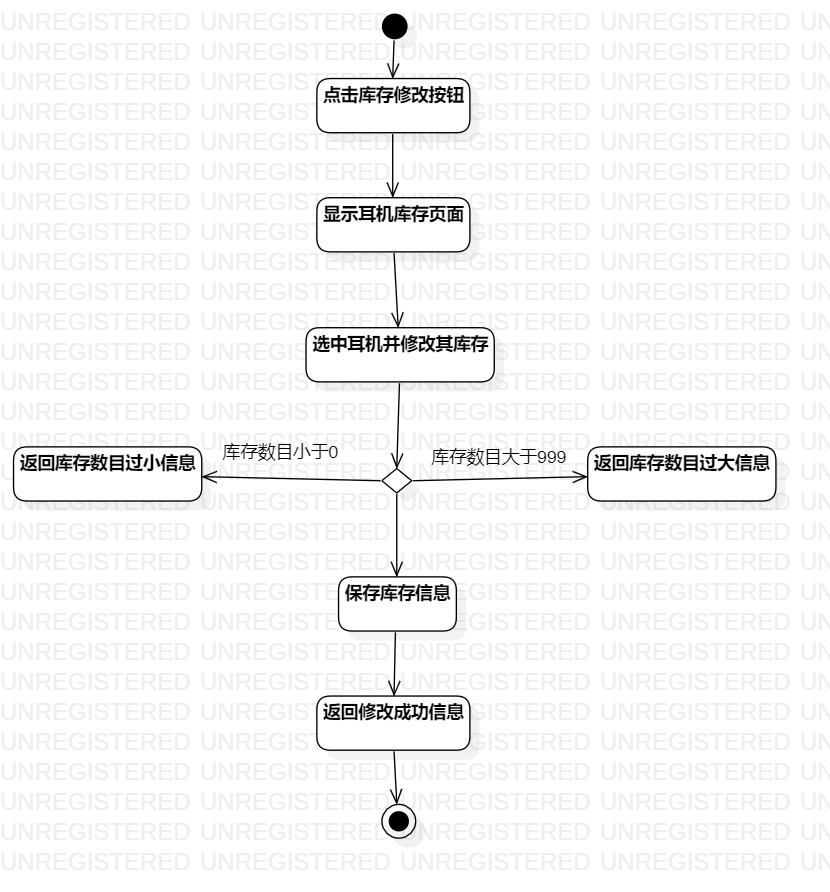 点击库存修改按钮
显示耳机库存页面
选中耳机并修改其库存
库存数目小于0
库存数目大于999
返回库存数目过小信息
返回库存数目过大信息
保存库存信息
返回修改成功信息
UNREGISTERED